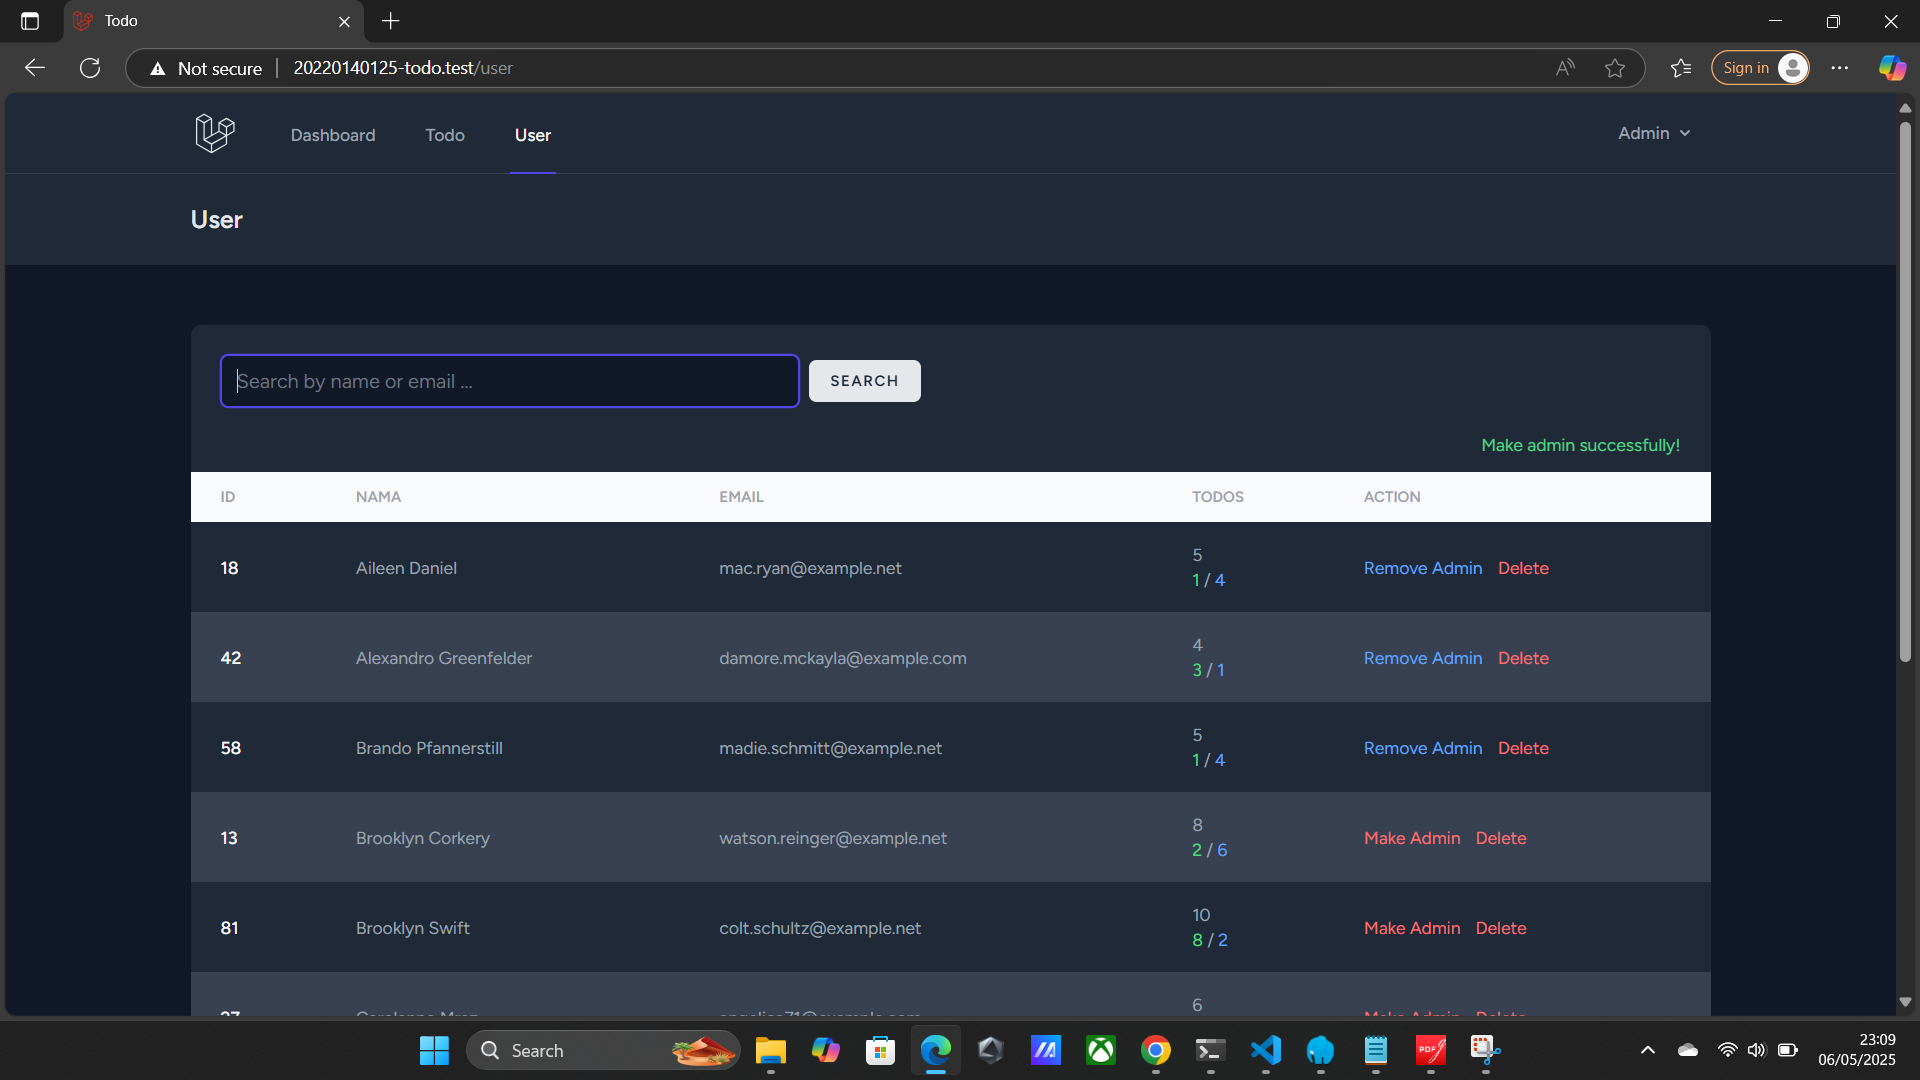 Todo
Not secure 20220140125-todo.test/user
Sign in
Dashboard Todo User Admin
User
Search by name or email ... SEARCH
Make admin successfully!
ID NAMA EMAIL TODOS ACTION
18 Aileen Daniel mac.ryan@example.net 5 1 / 4 Remove Admin Delete
42 Alexandro Greenfelder damore.mckayla@example.com 4 3 / 1 Remove Admin Delete
58 Brando Pfannerstill madie.schmitt@example.net 5 1 / 4 Remove Admin Delete
13 Brooklyn Corkery watson.reinger@example.net 8 2 / 6 Make Admin Delete
81 Brooklyn Swift colt.schultz@example.net 10 8 / 2 Make Admin Delete
6 Make Admin Delete
Search
23:09
06/05/2025